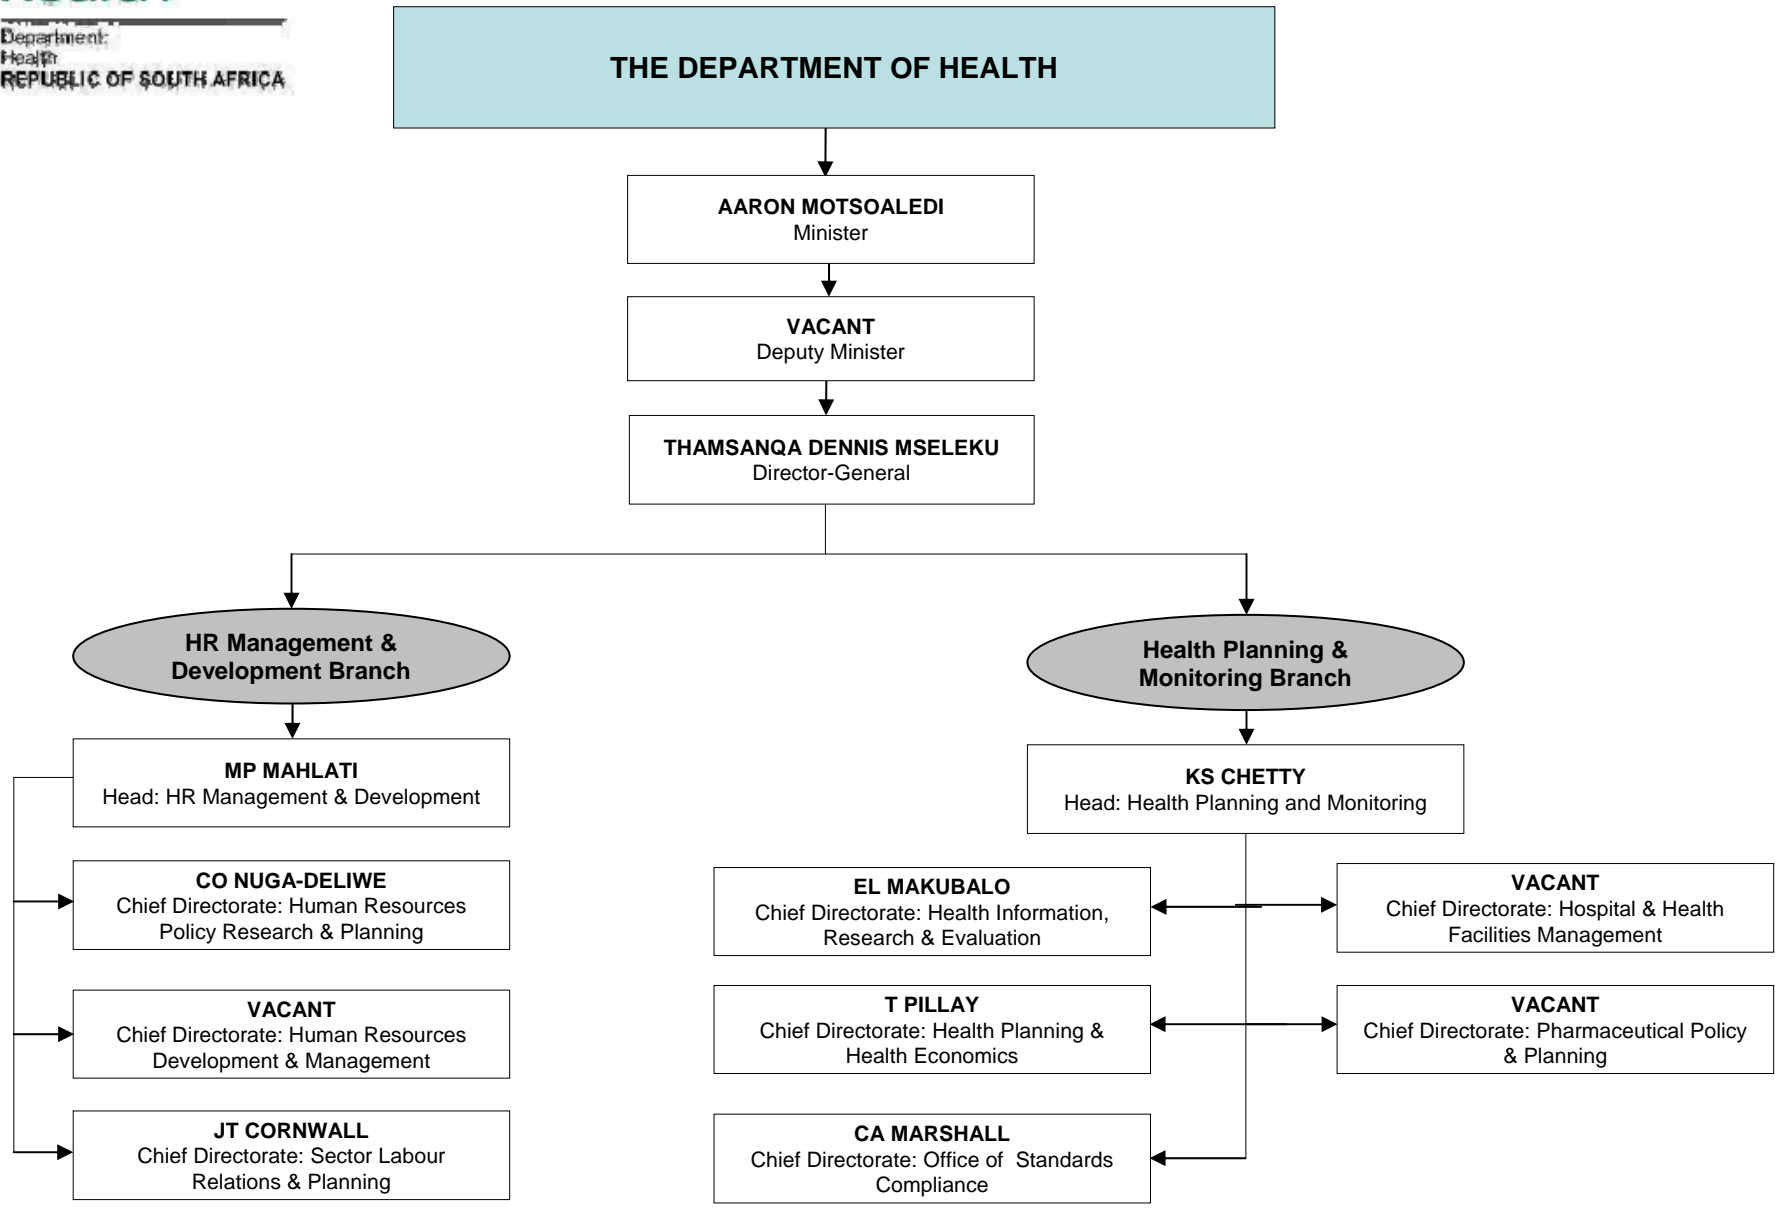 Department:
Health
REPUBLIC OF SOUTH AFRICA
THE DEPARTMENT OF HEALTH
AARON MOTSOALEDI
Minister
VACANT
Deputy Minister
THAMSANQA DENNIS MSELEKU
Director-General
HR Management &
Development Branch
MP MAHLATI
Head: HR Management & Development
CO NUGA-DELIWE
Chief Directorate: Human Resources
Policy Research & Planning
VACANT
Chief Directorate: Human Resources
Development & Management
JT CORNWALL
Chief Directorate: Sector Labour
Relations & Planning
Health Planning &
Monitoring Branch
KS CHETTY
Head: Health Planning and Monitoring
EL MAKUBALO
Chief Directorate: Health Information,
Research & Evaluation
VACANT
Chief Directorate: Hospital & Health
Facilities Management
T PILLAY
Chief Directorate: Health Planning &
Health Economics
VACANT
Chief Directorate: Pharmaceutical Policy
& Planning
CA MARSHALL
Chief Directorate: Office of  Standards
Compliance